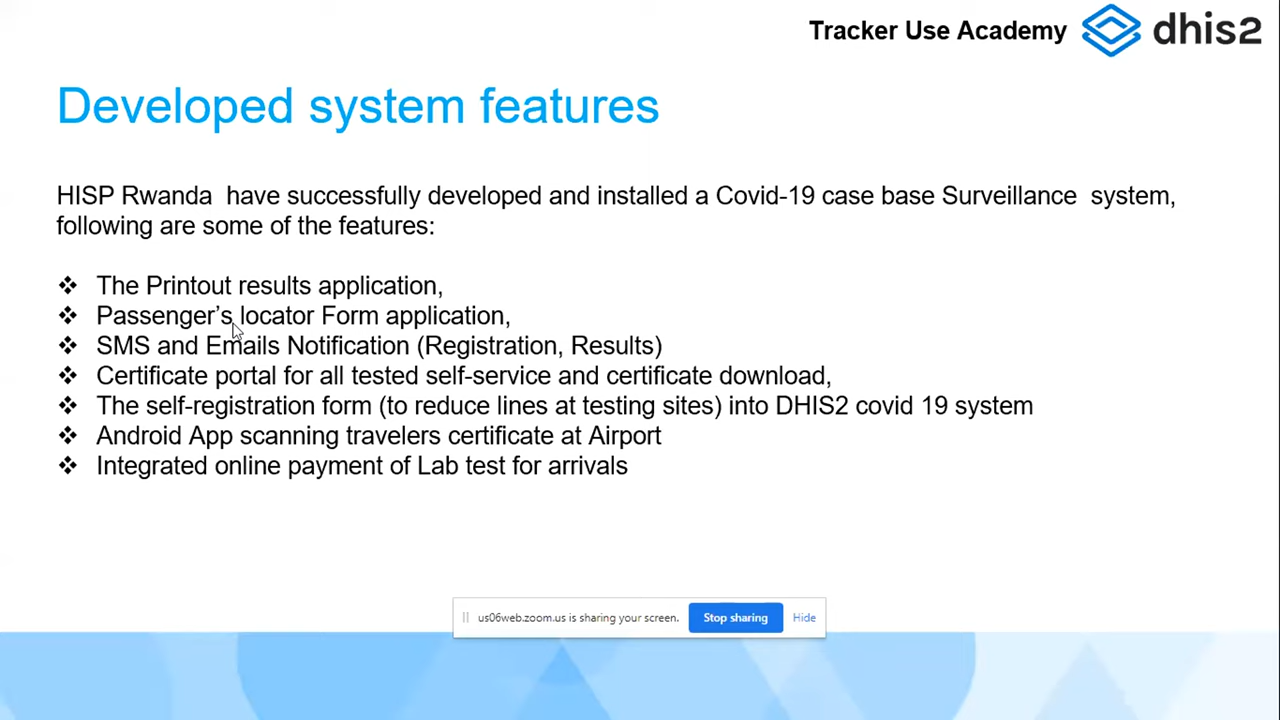 Tracker Use Academy dhis2
Developed system features
HISP Rwanda have successfully developed and installed a Covid-19 case base Surveillance system,
following are some of the features:
❖ The Printout results application,
❖ Passenger’s locator Form application,
❖ SMS and Emails Notification (Registration, Results)
❖ Certificate portal for all tested self-service and certificate download,
❖ The self-registration form (to reduce lines at testing sites) into DHIS2 covid 19 system
❖ Android App scanning travelers certificate at Airport
❖ Integrated online payment of Lab test for arrivals
us06web.zoom.us is sharing your screen. Stop sharing Hide